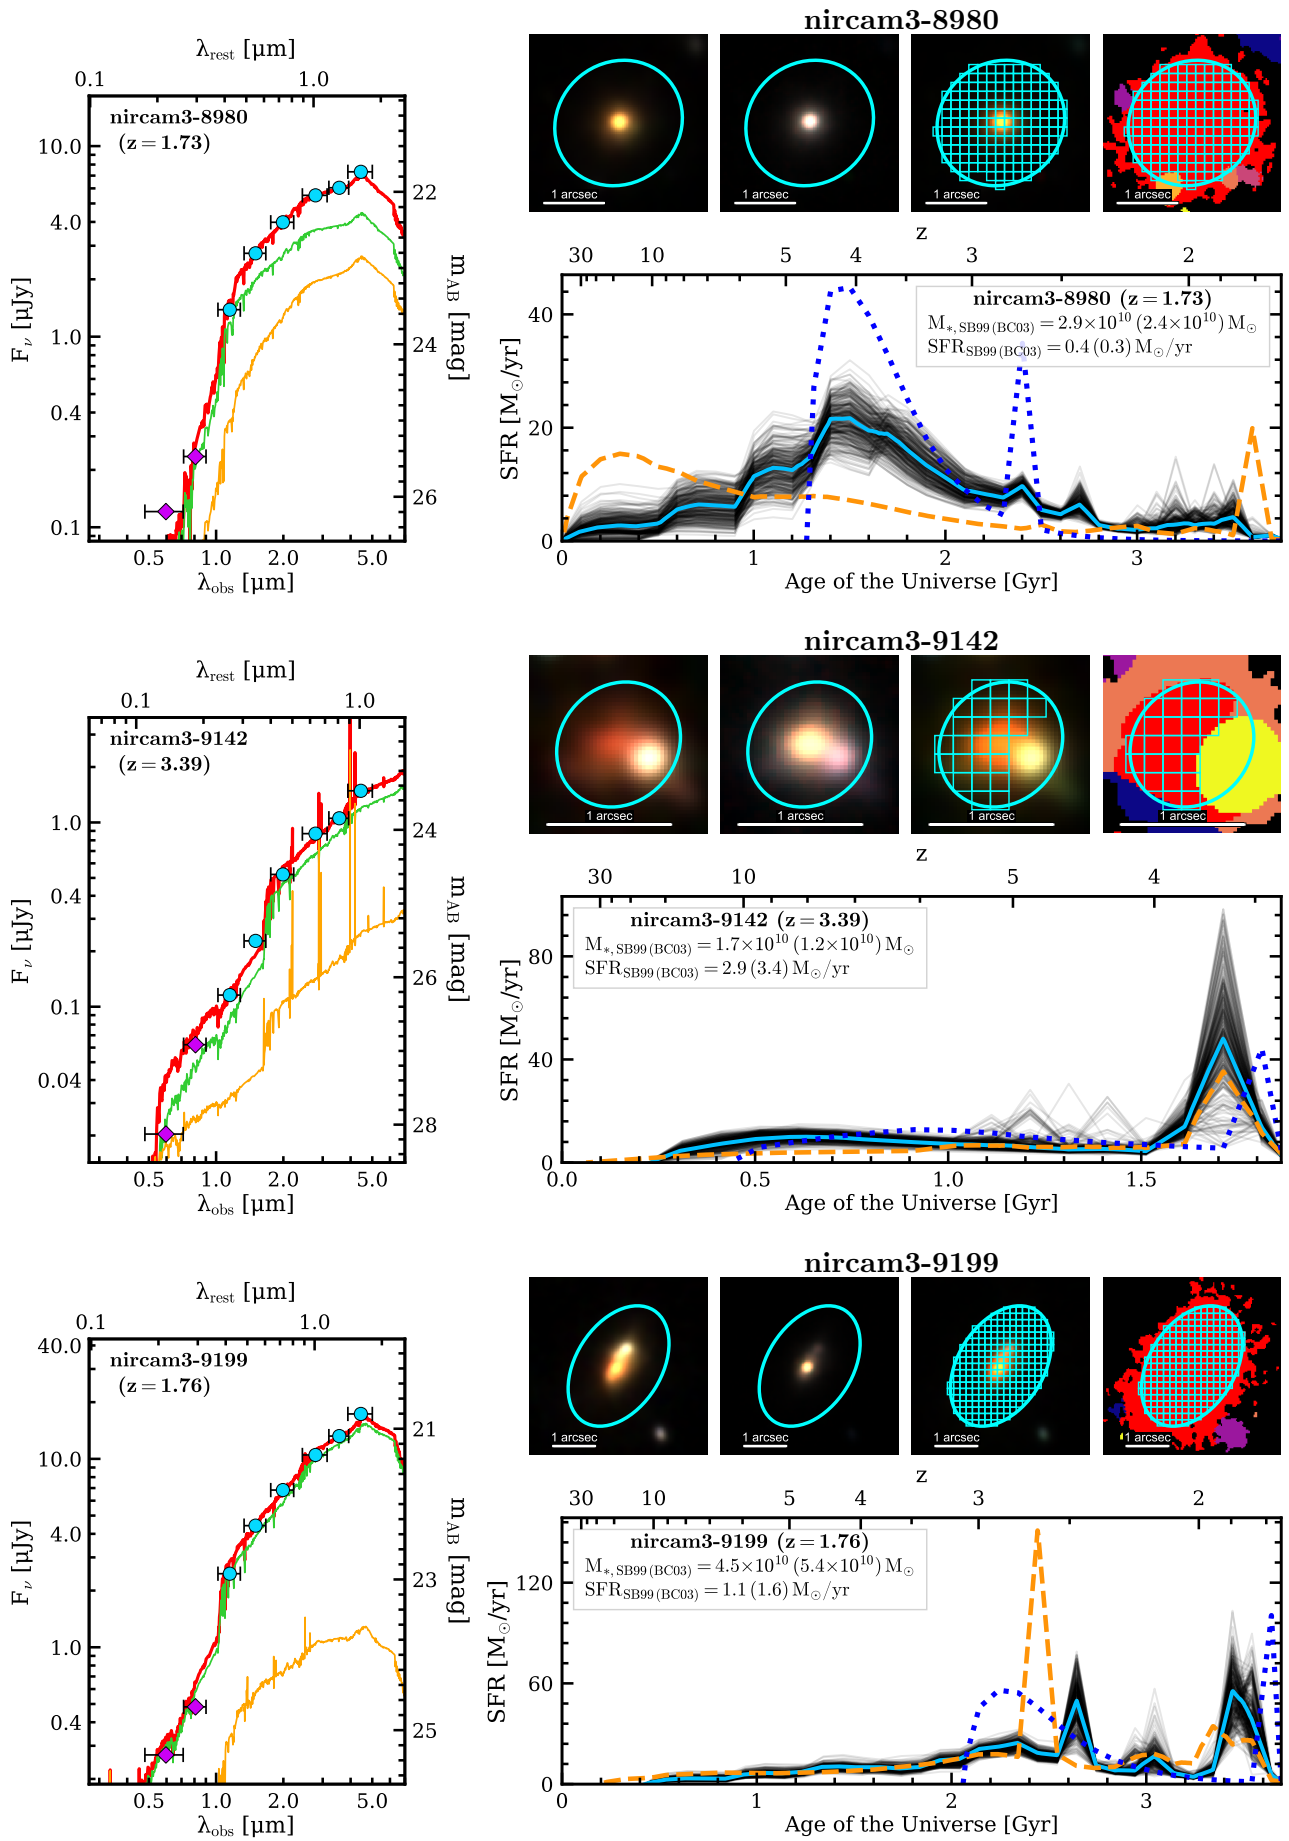 nircam3-8980
λrest [μm]
0.1 1.0
nircam3-8980
(z = 1.73)
10.0
4.0
1.0
0.4
0.1
Fν [μJy]
22
24
26
mAB [mag]
0.5 1.0 2.0 5.0
λobs [μm]
1 arcsec
1 arcsec
1 arcsec
1 arcsec
z
30 10 5 4 3 2
nircam3-8980 (z = 1.73)
M*, SB99 (BC03) = 2.9×10¹⁰ (2.4×10¹⁰) M⊙
SFRSB99 (BC03) = 0.4 (0.3) M⊙/yr
SFR [M⊙/yr]
40
20
0
0 1 2 3
Age of the Universe [Gyr]
nircam3-9142
λrest [μm]
0.1 1.0
nircam3-9142
(z = 3.39)
1.0
0.4
0.1
0.04
Fν [μJy]
24
26
28
mAB [mag]
0.5 1.0 2.0 5.0
λobs [μm]
1 arcsec
1 arcsec
1 arcsec
1 arcsec
z
30 10 5 4
nircam3-9142 (z = 3.39)
M*, SB99 (BC03) = 1.7×10¹⁰ (1.2×10¹⁰) M⊙
SFRSB99 (BC03) = 2.9 (3.4) M⊙/yr
SFR [M⊙/yr]
80
40
0
0.0 0.5 1.0 1.5
Age of the Universe [Gyr]
nircam3-9199
λrest [μm]
0.1 1.0
nircam3-9199
(z = 1.76)
40.0
10.0
4.0
1.0
0.4
Fν [μJy]
21
23
25
mAB [mag]
0.5 1.0 2.0 5.0
λobs [μm]
1 arcsec
1 arcsec
1 arcsec
1 arcsec
z
30 10 5 4 3 2
nircam3-9199 (z = 1.76)
M*, SB99 (BC03) = 4.5×10¹⁰ (5.4×10¹⁰) M⊙
SFRSB99 (BC03) = 1.1 (1.6) M⊙/yr
SFR [M⊙/yr]
120
60
0
0 1 2 3
Age of the Universe [Gyr]